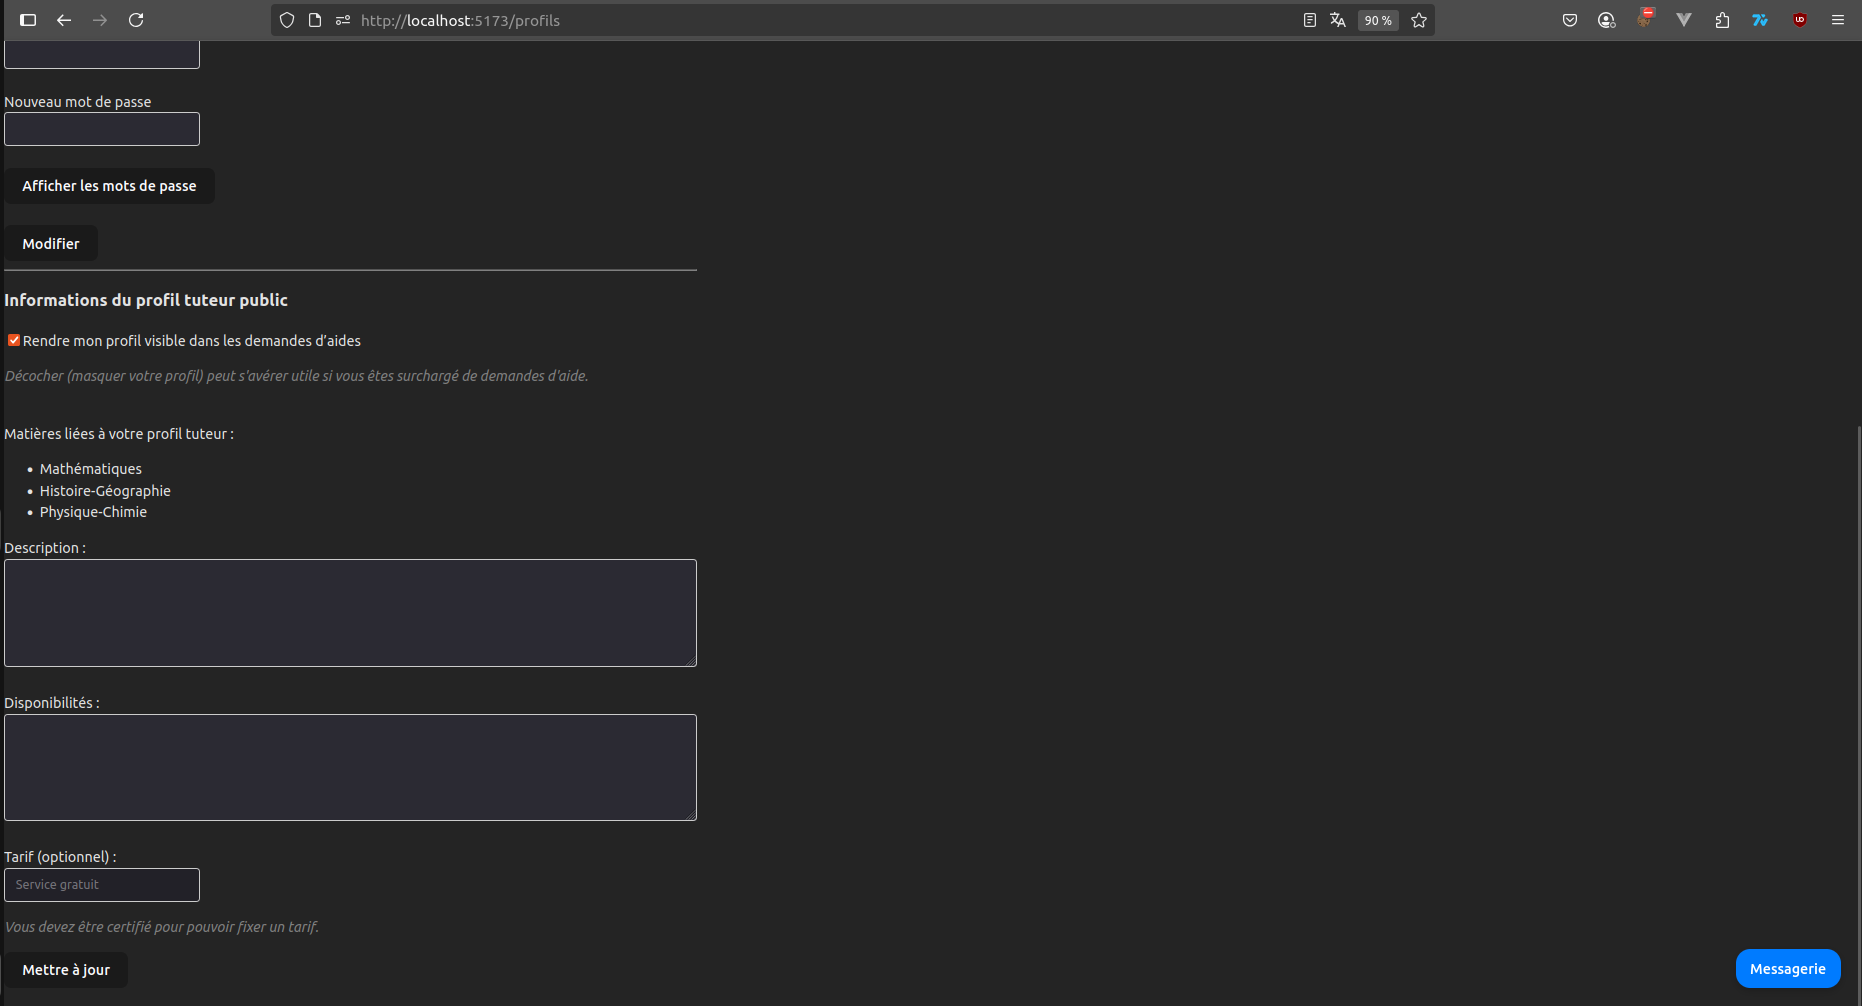 http://localhost:5173/profils
90 %
Nouveau mot de passe
Afficher les mots de passe
Modifier
Informations du profil tuteur public
Rendre mon profil visible dans les demandes d’aides
Décocher (masquer votre profil) peut s'avérer utile si vous êtes surchargé de demandes d'aide.
Matières liées à votre profil tuteur :
• Mathématiques
• Histoire-Géographie
• Physique-Chimie
Description :
Disponibilités :
Tarif (optionnel) :
Service gratuit
Vous devez être certifié pour pouvoir fixer un tarif.
Mettre à jour
Messagerie